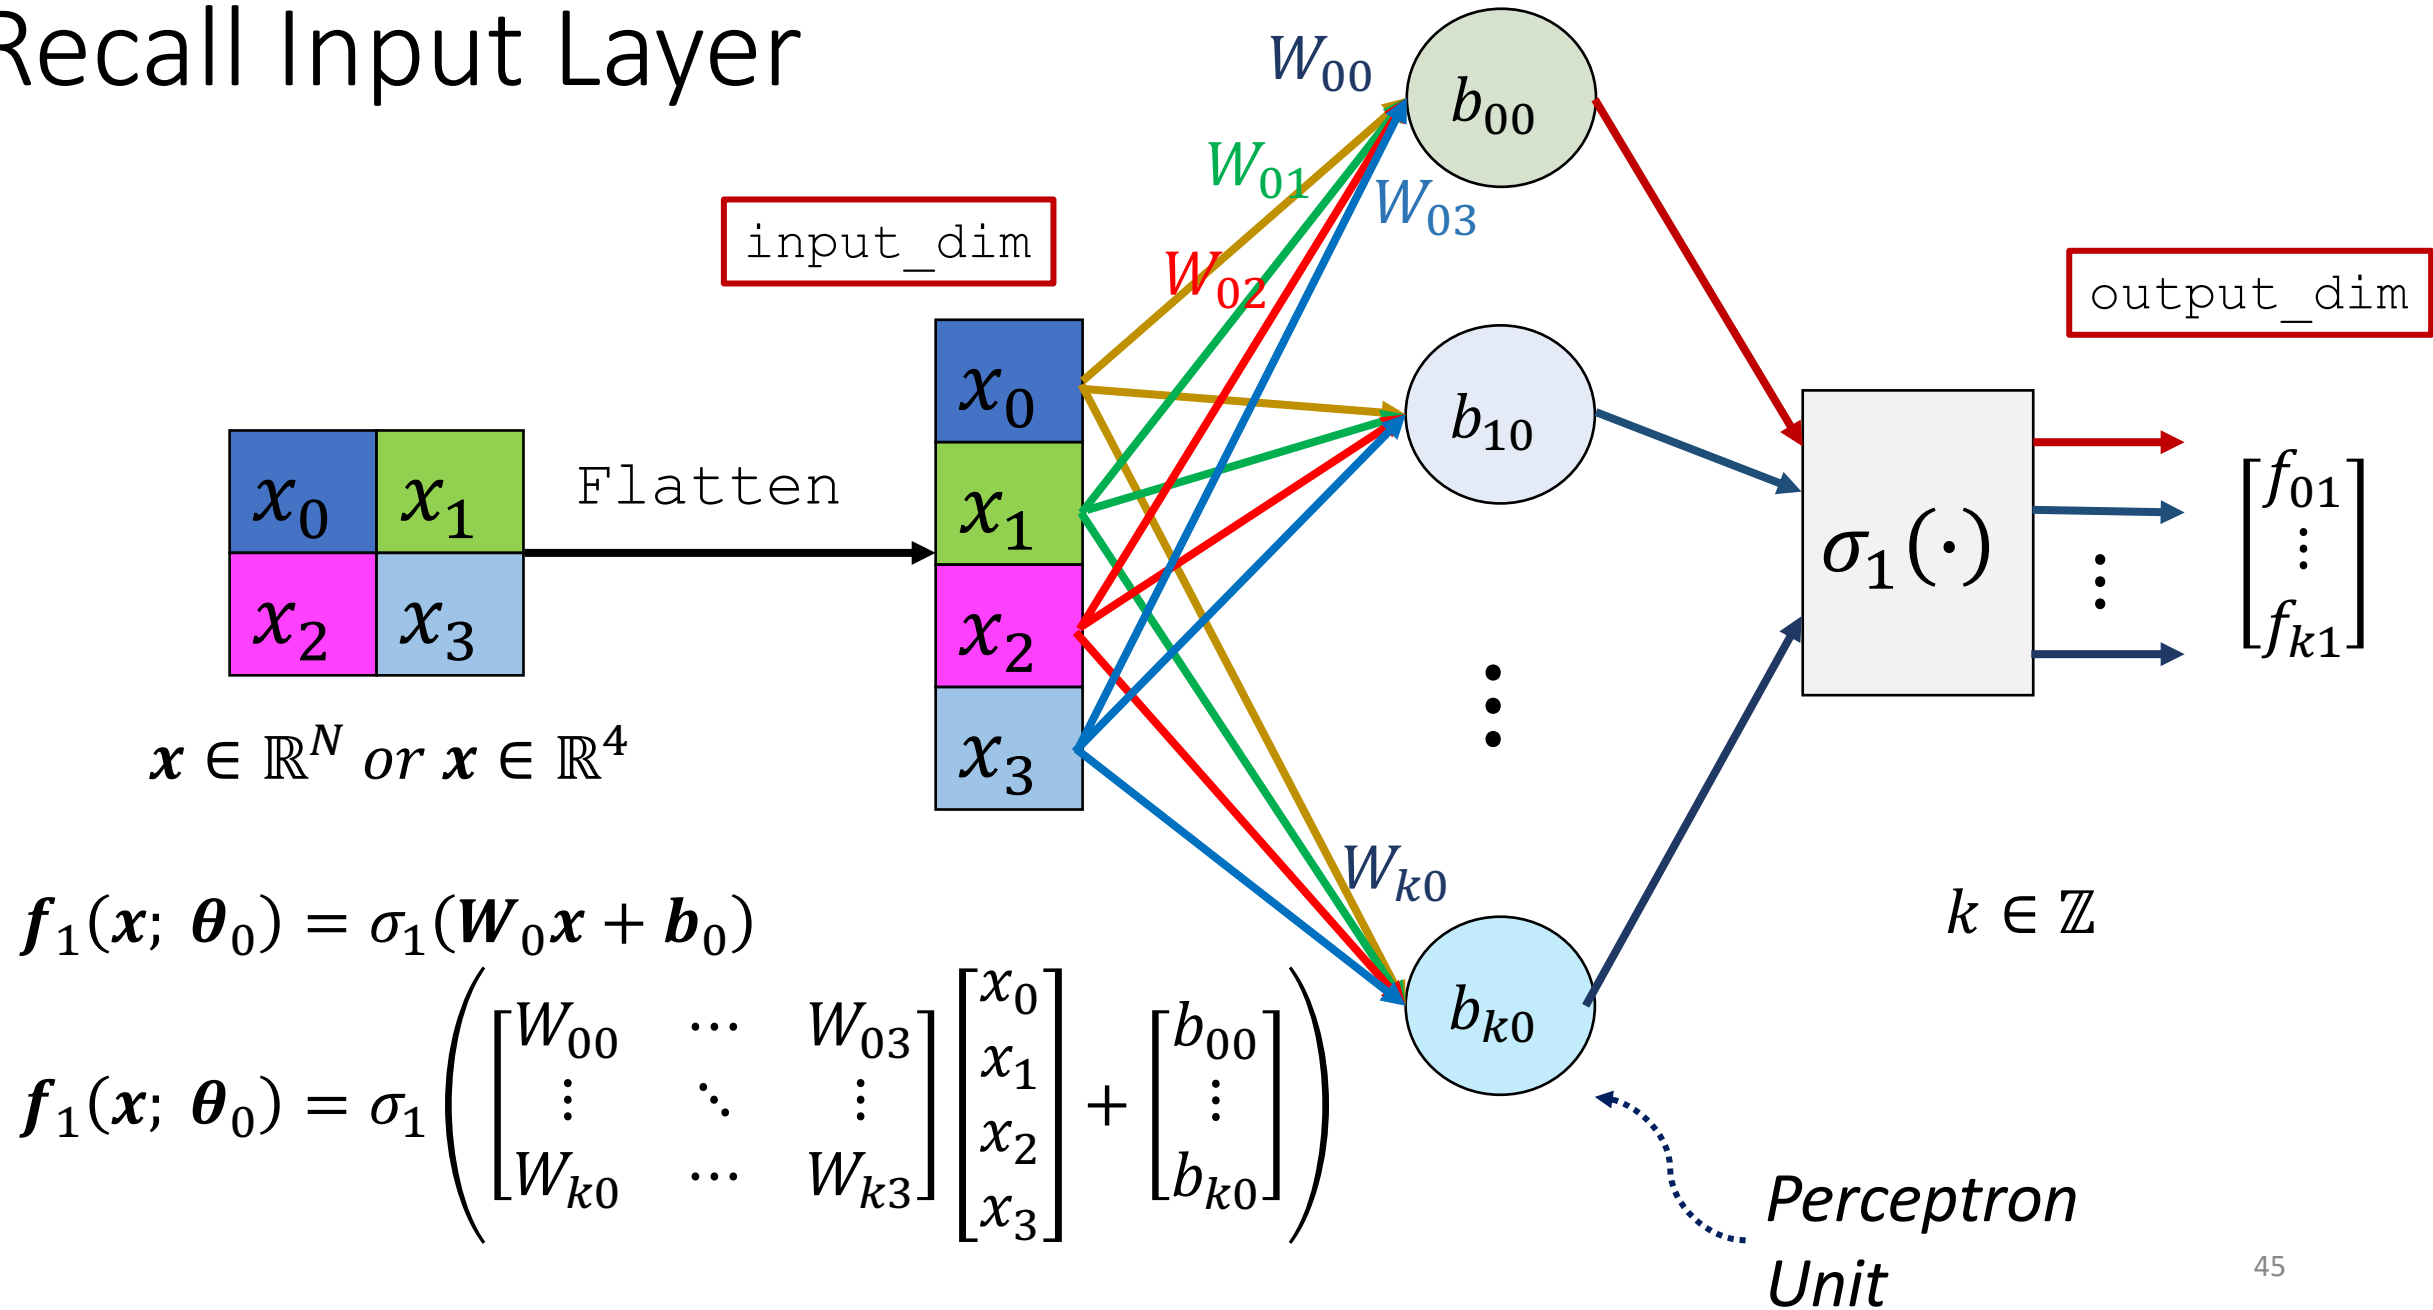 Recall Input Layer
W₀₀
b₀₀
W₀₁
W₀₃
input_dim
W₀₂
output_dim
x₀
b₁₀
x₀ x₁
Flatten
x₁
σ₁(·)
[f₀₁ ⋮ fₖ₁]
⋮
x₂ x₃
x₂
⋮
x₃
𝒙 ∈ ℝᴺ or 𝒙 ∈ ℝ⁴
Wₖ₀
k ∈ ℤ
𝒇₁(𝒙; 𝜽₀) = σ₁(𝑾₀𝒙 + 𝒃₀)
bₖ₀
𝒇₁(𝒙; 𝜽₀) = σ₁([W₀₀ ⋯ W₀₃ ⋮ ⋱ ⋮ Wₖ₀ ⋯ Wₖ₃] [x₀ x₁ x₂ x₃] + [b₀₀ ⋮ bₖ₀])
Perceptron
Unit
45